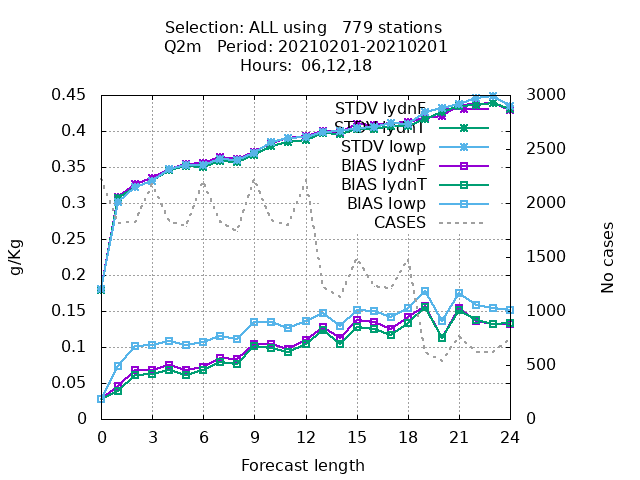 Selection: ALL using   779 stations
Q2m   Period: 20210201-20210201
Hours:  06,12,18
0.45
0.4
0.35
0.3
0.25
0.2
0.15
0.1
0.05
0
g/Kg
STDV lydnF
STDV lydnT
STDV lowp
BIAS lydnF
BIAS lydnT
BIAS lowp
CASES
3000
2500
2000
1500
1000
500
0
No cases
0 3 6 9 12 15 18 21 24
Forecast length